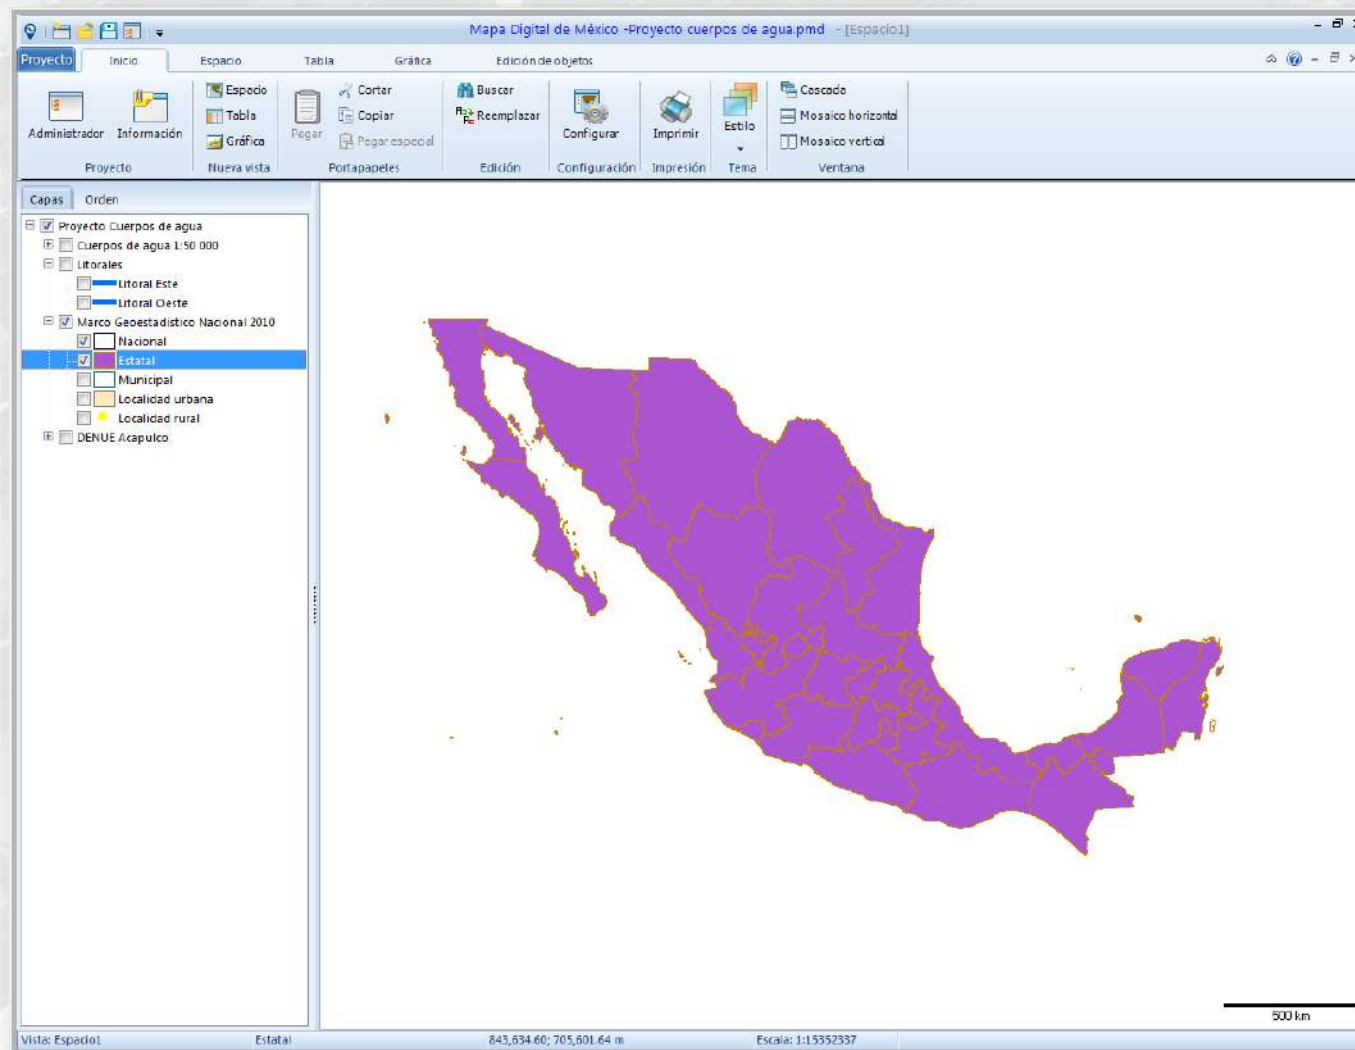 Mapa Digital de México -Proyecto cuerpos de agua.pmd - [Espacio1]
Proyecto Inicio Espacio Tabla Gráfica Edición de objetos
Espacio Cortar Buscar Cascada
Tabla Copiar Reemplazar Mosaico horizontal
Administrador Información Gráfica Pegar Pegar especial Configurar Imprimir Estilo Mosaico vertical
Proyecto Nueva vista Portapapeles Edición Configuración Impresión Tema Ventana
Capas Orden
Proyecto Cuerpos de agua
Cuerpos de agua 1:50 000
Litorales
Litoral Este
Litoral Oeste
Marco Geoestadístico Nacional 2010
Nacional
Estatal
Municipal
Localidad urbana
Localidad rural
DENUE Acapulco
500 km
Vista: Espacio1 Estatal 843,634.60; 705,601.64 m Escala: 1:15352337